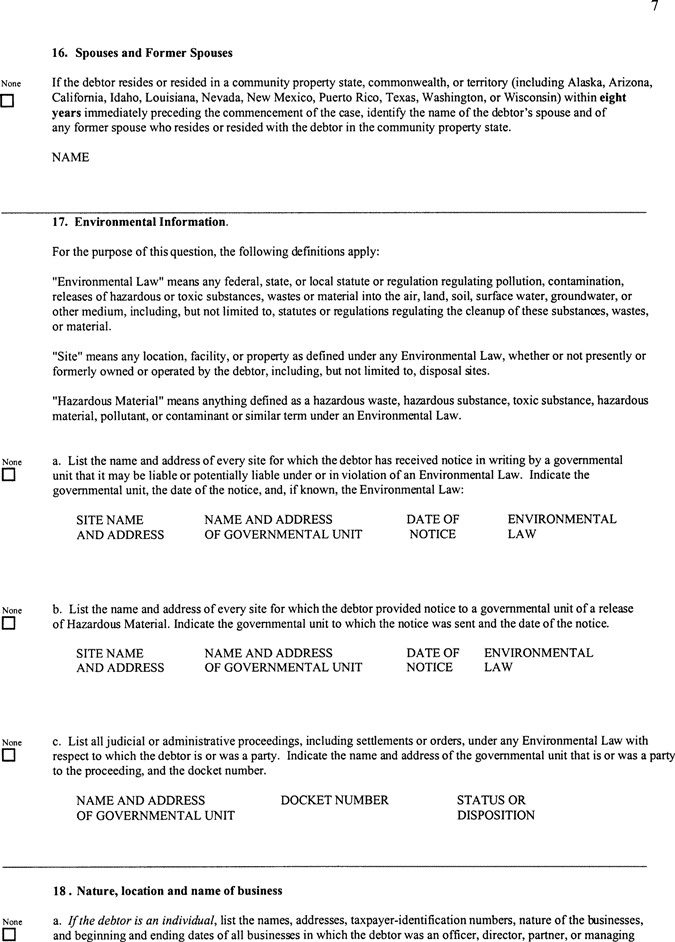 7
16. Spouses and Former Spouses
None
If the debtor resides or resided in a community property state, commonwealth, or territory (including Alaska, Arizona,
California, Idaho, Louisiana, Nevada, New Mexico, Puerto Rico, Texas, Washington, or Wisconsin) within eight
years immediately preceding the commencement of the case, identify the name of the debtor's spouse and of
any former spouse who resides or resided with the debtor in the community property state.
NAME
17. Environmental Information.
For the purpose of this question, the following definitions apply:
"Environmental Law" means any federal, state, or local statute or regulation regulating pollution, contamination,
releases of hazardous or toxic substances, wastes or material into the air, land, soil, surface water, groundwater, or
other medium, including, but not limited to, statutes or regulations regulating the cleanup of these substances, wastes,
or material.
"Site" means any location, facility, or property as defined under any Environmental Law, whether or not presently or
formerly owned or operated by the debtor, including, but not limited to, disposal sites.
"Hazardous Material" means anything defined as a hazardous waste, hazardous substance, toxic substance, hazardous
material, pollutant, or contaminant or similar term under an Environmental Law.
None
a. List the name and address of every site for which the debtor has received notice in writing by a governmental
unit that it may be liable or potentially liable under or in violation of an Environmental Law. Indicate the
governmental unit, the date of the notice, and, if known, the Environmental Law:
SITE NAME NAME AND ADDRESS DATE OF ENVIRONMENTAL
AND ADDRESS OF GOVERNMENTAL UNIT NOTICE LAW
None
b. List the name and address of every site for which the debtor provided notice to a governmental unit of a release
of Hazardous Material. Indicate the governmental unit to which the notice was sent and the date of the notice.
SITE NAME NAME AND ADDRESS DATE OF ENVIRONMENTAL
AND ADDRESS OF GOVERNMENTAL UNIT NOTICE LAW
None
c. List all judicial or administrative proceedings, including settlements or orders, under any Environmental Law with
respect to which the debtor is or was a party. Indicate the name and address of the governmental unit that is or was a party
to the proceeding, and the docket number.
NAME AND ADDRESS DOCKET NUMBER STATUS OR
OF GOVERNMENTAL UNIT DISPOSITION
18 . Nature, location and name of business
None
a. If the debtor is an individual, list the names, addresses, taxpayer-identification numbers, nature of the businesses,
and beginning and ending dates of all businesses in which the debtor was an officer, director, partner, or managing